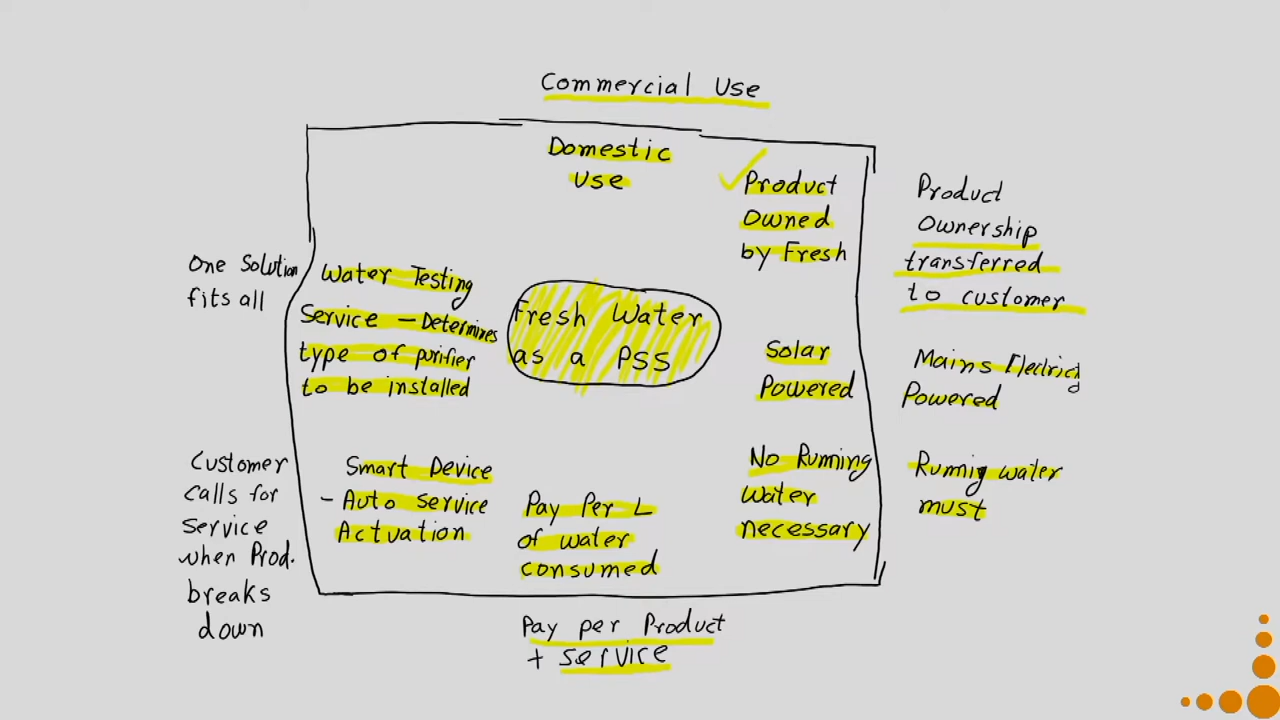 Commercial Use
Domestic
Use
Product
Owned
by Fresh
Product
Ownership
transferred
to customer
One Solution
fits all
Water Testing
Service - Determines
type of purifier
to be installed
Fresh Water
as a PSS
Solar
Powered
Mains Electricity
Powered
Customer
calls for
service
when Prod.
breaks
down
Smart Device
- Auto service
Actuation
Pay Per L
of water
consumed
No Running
Water
necessary
Running water
must
Pay per Product
+ service